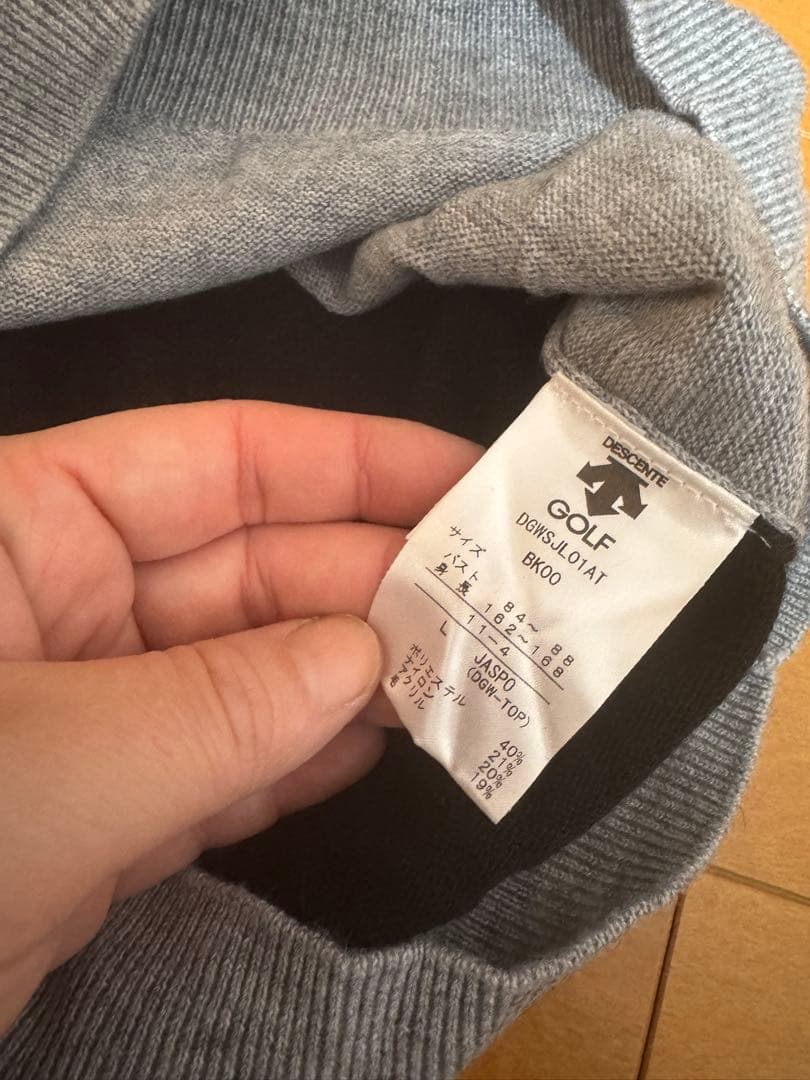 DESCENTE
GOLF
DGWSJL01AT
BK00
サイズ
バスト 84～ 88
身 長 162～168
L 11-4 JASPO
(DGW-TOP)
ポリエステル 40%
ナイロン 21%
アクリル 20%
毛 19%